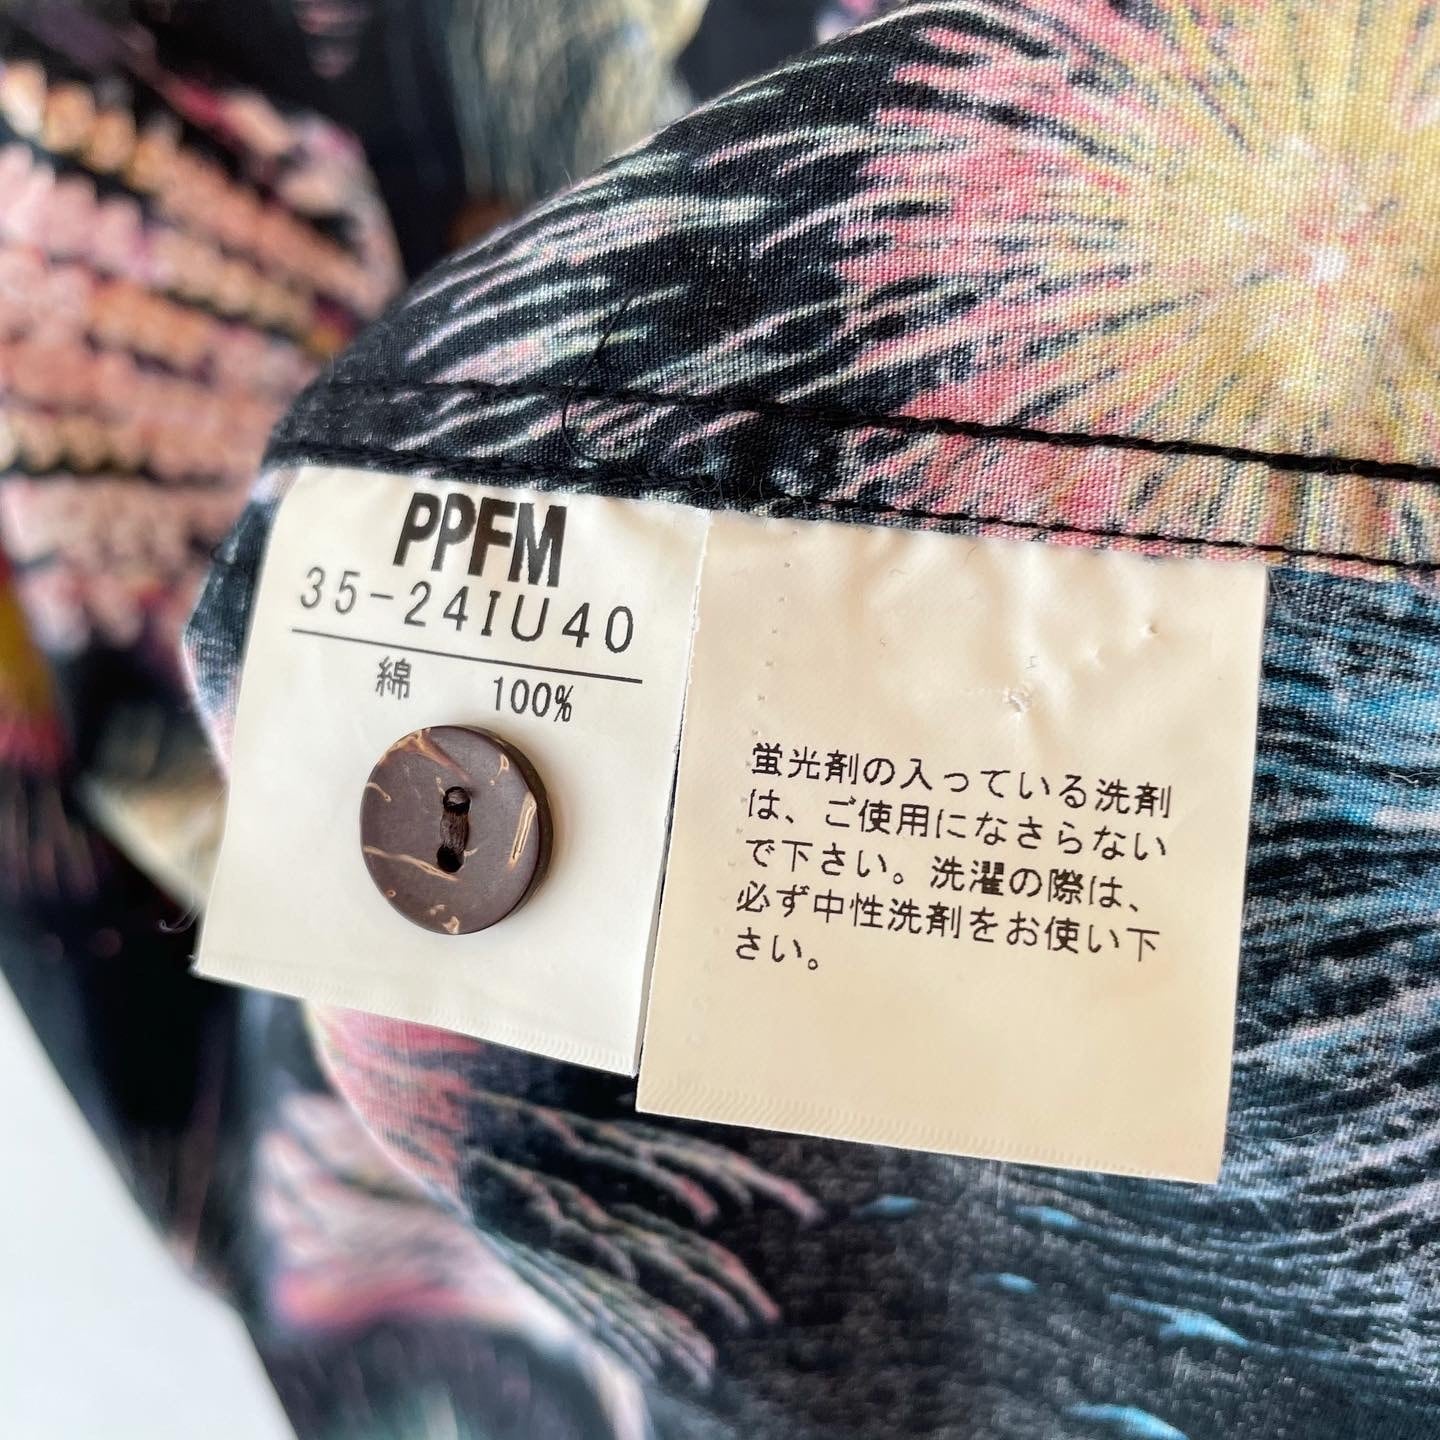 PPFM
35-24IU40
綿 100%
蛍光剤の入っている洗剤
は、ご使用になさらない
で下さい。洗濯の際は、
必ず中性洗剤をお使い下
さい。